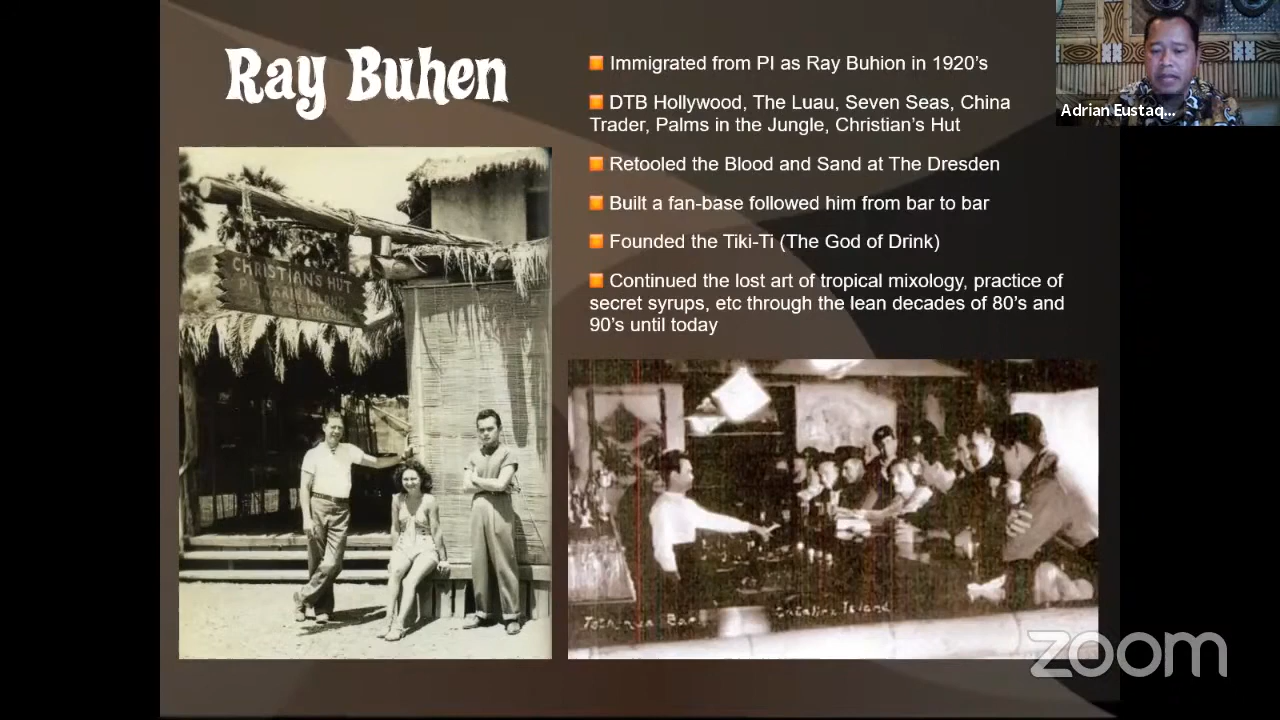 Ray Buhen
Immigrated from PI as Ray Buhion in 1920's
DTB Hollywood, The Luau, Seven Seas, China
Trader, Palms in the Jungle, Christian's Hut
Retooled the Blood and Sand at The Dresden
Built a fan-base followed him from bar to bar
Founded the Tiki-Ti (The God of Drink)
Continued the lost art of tropical mixology, practice of
secret syrups, etc through the lean decades of 80's and
90's until today
Adrian Eustaq...
CHRISTIAN'S HUT
ISLAND
Bar
Catalina Island
zoom